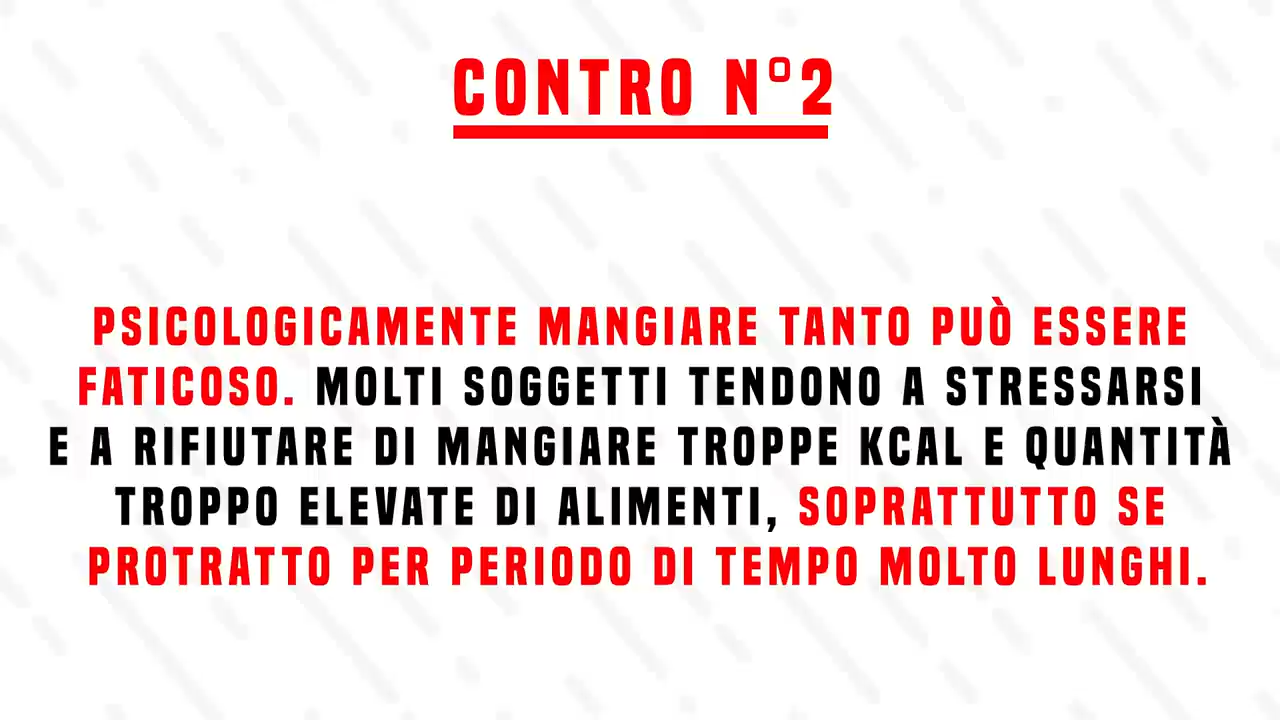 CONTRO N°2
PSICOLOGICAMENTE MANGIARE TANTO PUÒ ESSERE
FATICOSO. MOLTI SOGGETTI TENDONO A STRESSARSI
E A RIFIUTARE DI MANGIARE TROPPE KCAL E QUANTITÀ
TROPPO ELEVATE DI ALIMENTI, SOPRATTUTTO SE
PROTRATTO PER PERIODO DI TEMPO MOLTO LUNGHI.